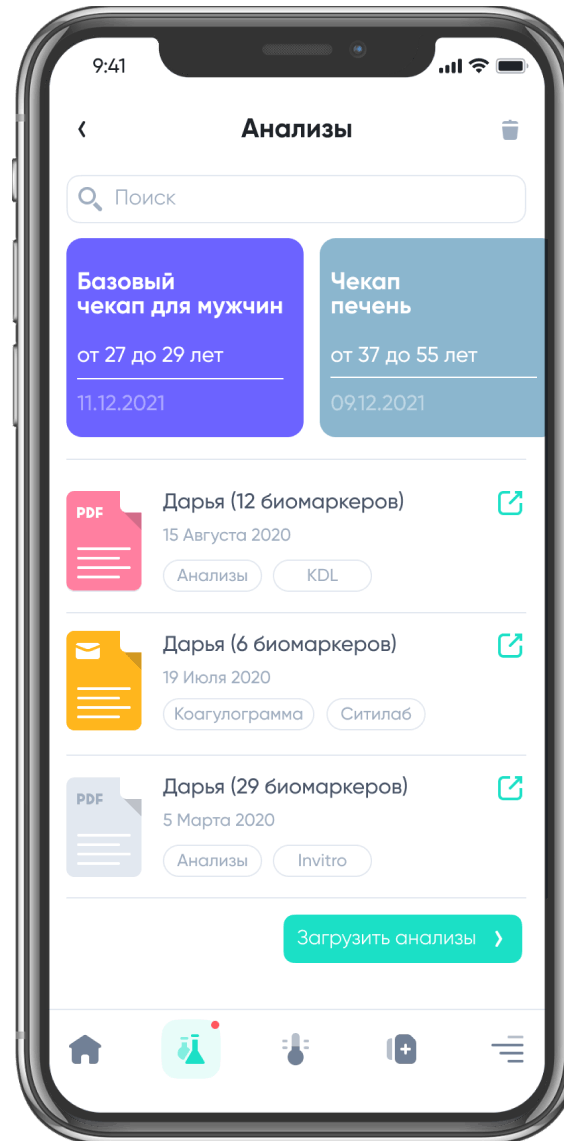 9:41
Анализы
Поиск
Базовый
чекап для мужчин
от 27 до 29 лет
11.12.2021
Чекап
печень
от 37 до 55 лет
09.12.2021
PDF
Дарья (12 биомаркеров)
15 Августа 2020
Анализы
KDL
Дарья (6 биомаркеров)
19 Июля 2020
Коагулограмма
Ситилаб
PDF
Дарья (29 биомаркеров)
5 Марта 2020
Анализы
Invitro
Загрузить анализы